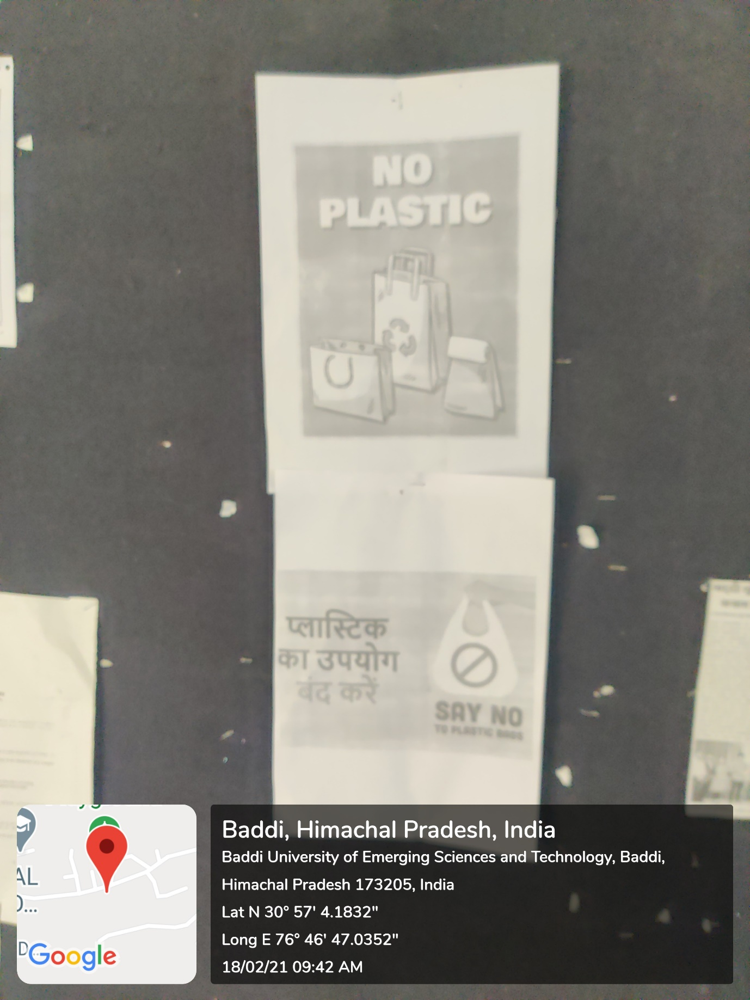 NO
PLASTIC
प्लास्टिक
का उपयोग
बंद करें
SAY NO
TO PLASTIC BAGS
AL
D...
Google
Baddi, Himachal Pradesh, India
Baddi University of Emerging Sciences and Technology, Baddi,
Himachal Pradesh 173205, India
Lat N 30° 57' 4.1832"
Long E 76° 46' 47.0352"
18/02/21 09:42 AM